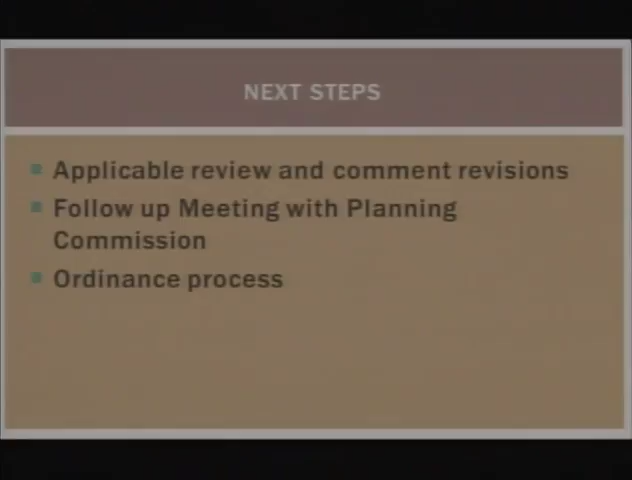 NEXT STEPS
Applicable review and comment revisions
Follow up Meeting with Planning
Commission
Ordinance process